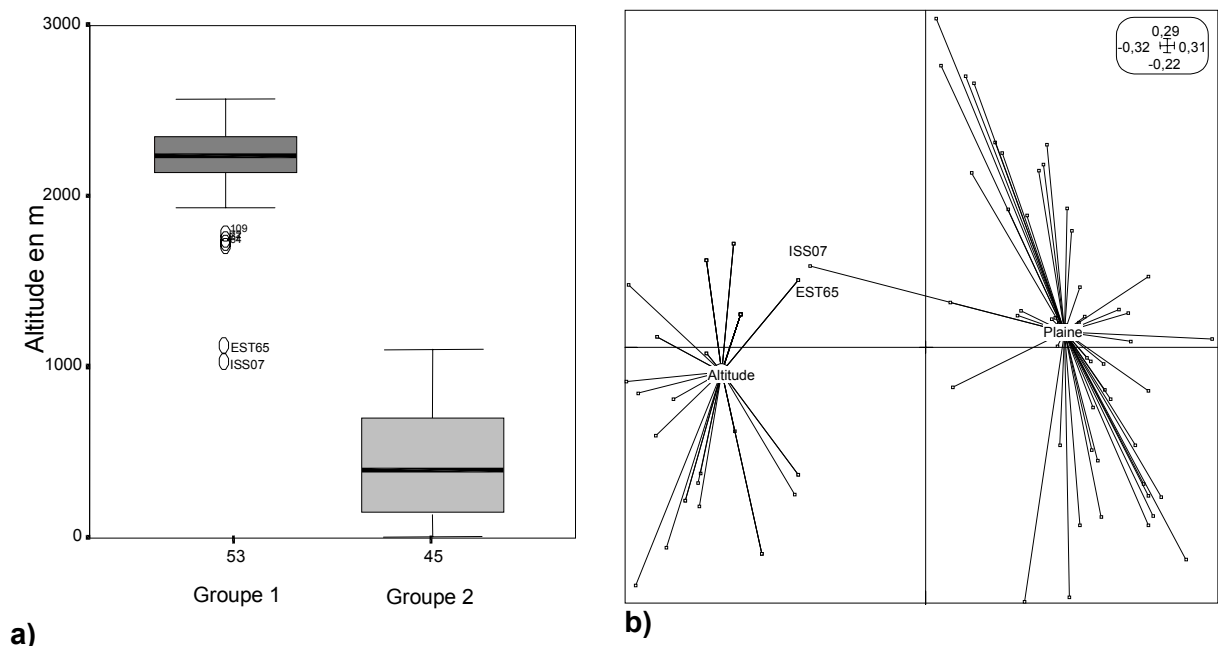 3000
2000
1000
0
Altitude en m
109
EST65
ISS07
53
45
Groupe 1
Groupe 2
a)
0,29
-0,32
0,31
-0,22
ISS07
EST65
Plaine
Altitude
b)